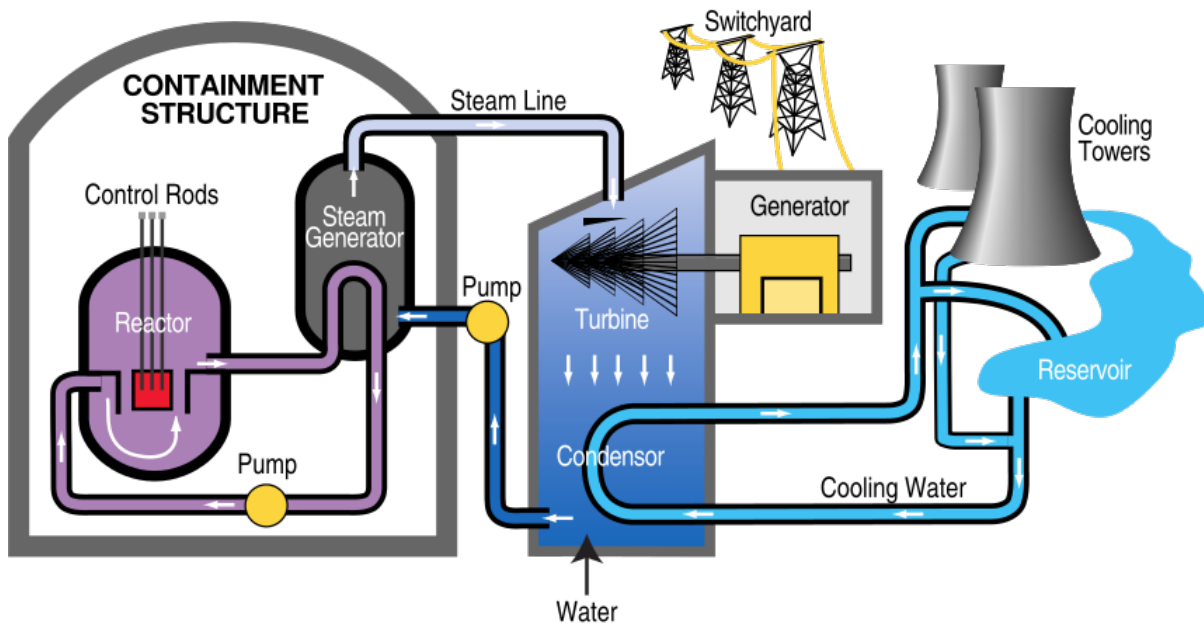 Switchyard
CONTAINMENT
STRUCTURE
Steam Line
Cooling
Towers
Control Rods
Steam
Generator
Generator
Pump
Reactor
Turbine
Reservoir
Condensor
Pump
Cooling Water
Water